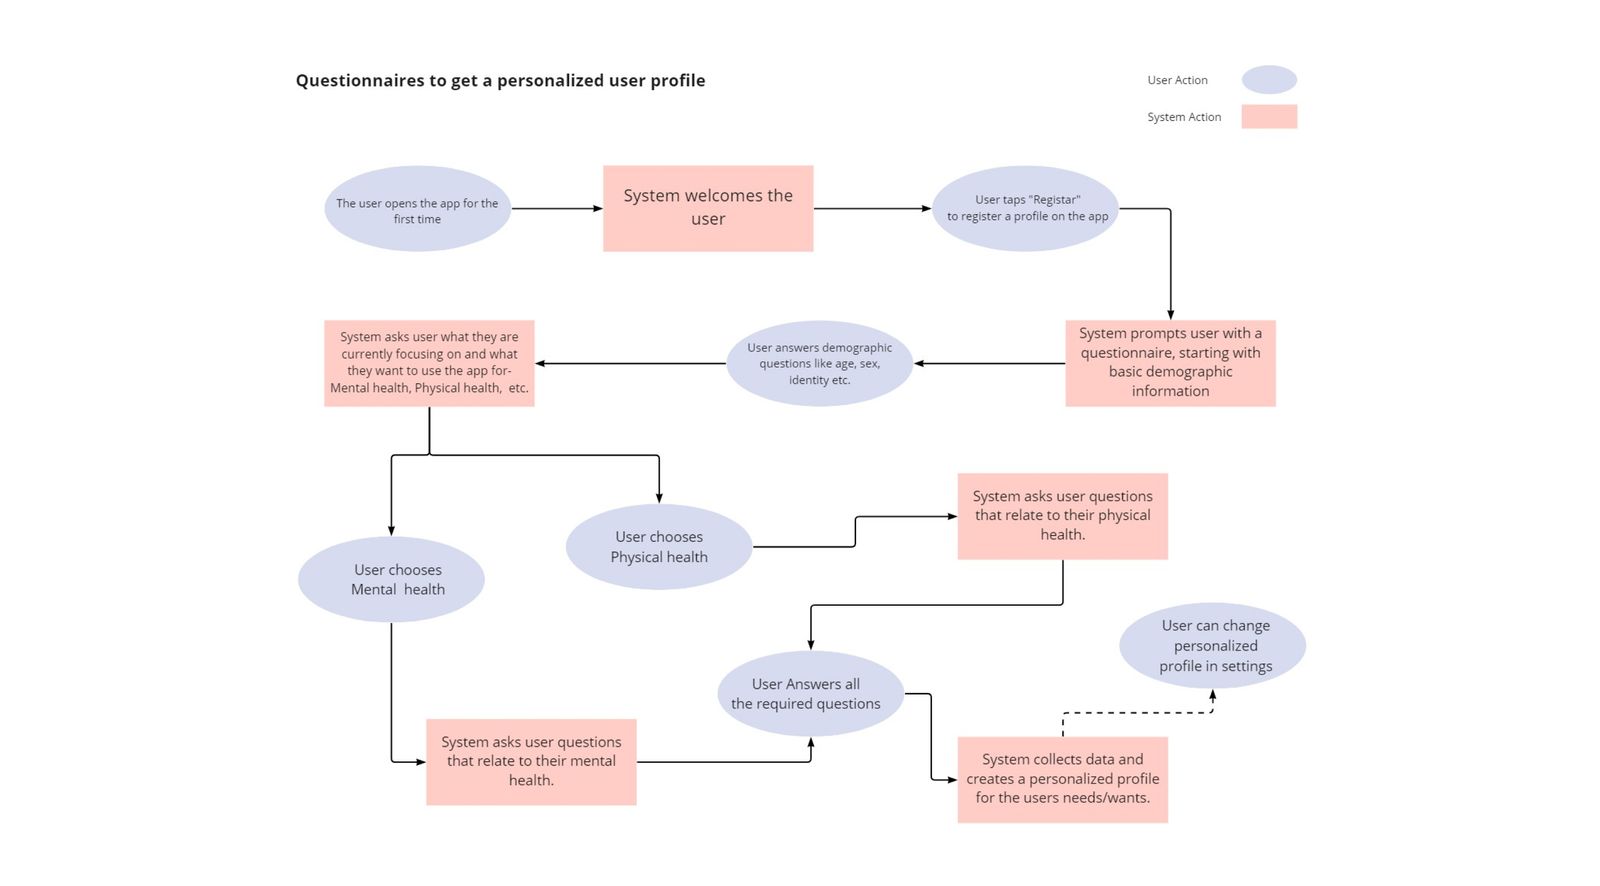 Questionnaires to get a personalized user profile
User Action
System Action
The user opens the app for the
first time
System welcomes the
user
User taps "Registar"
to register a profile on the app
System prompts user with a
questionnaire, starting with
basic demographic
information
User answers demographic
questions like age, sex,
identity etc.
System asks user what they are
currently focusing on and what
they want to use the app for-
Mental health, Physical health,  etc.
User chooses
Mental  health
User chooses
Physical health
System asks user questions
that relate to their physical
health.
System asks user questions
that relate to their mental
health.
User Answers all
the required questions
System collects data and
creates a personalized profile
for the users needs/wants.
User can change
personalized
profile in settings